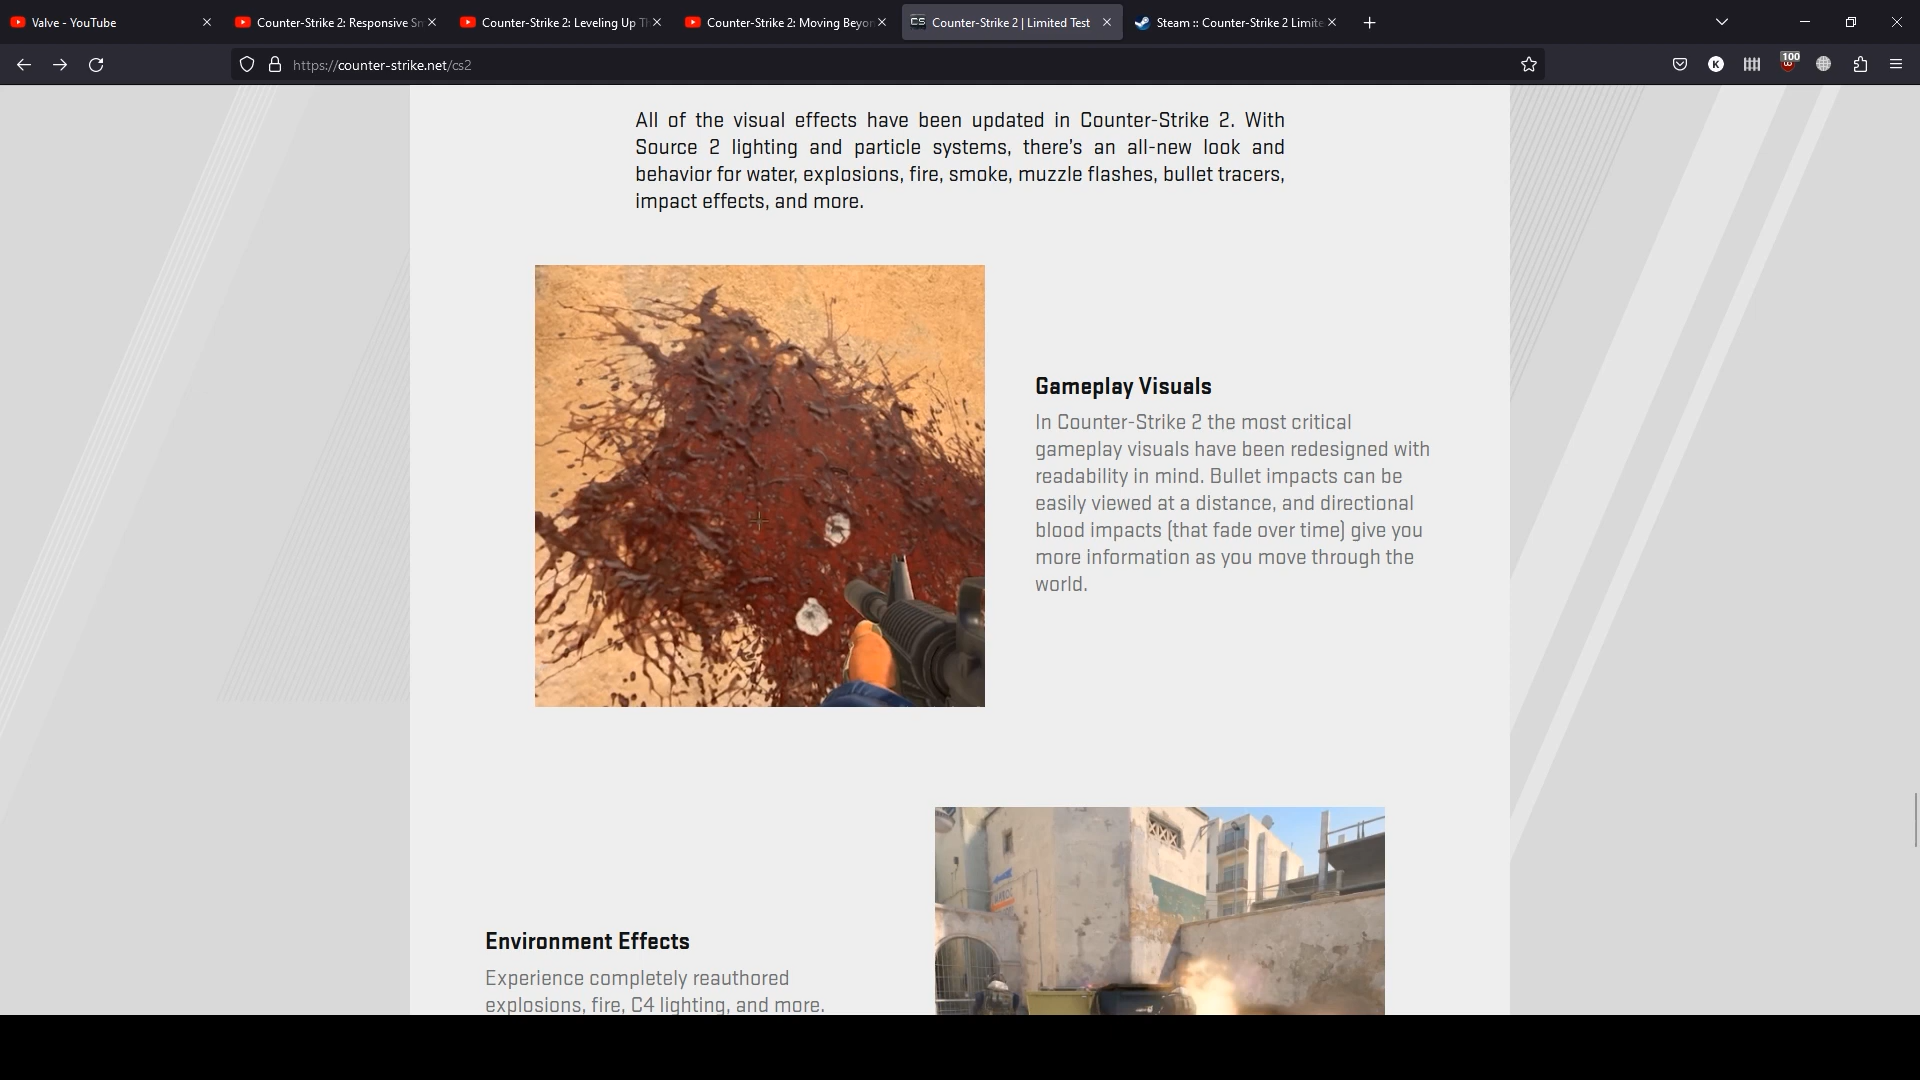 Valve - YouTube
Counter-Strike 2: Responsive Sm
Counter-Strike 2: Leveling Up Th
Counter-Strike 2: Moving Beyon
Counter-Strike 2 | Limited Test
Steam :: Counter-Strike 2 Limite
https://counter-strike.net/cs2
K
100
All of the visual effects have been updated in Counter-Strike 2. With
Source 2 lighting and particle systems, there's an all-new look and
behavior for water, explosions, fire, smoke, muzzle flashes, bullet tracers,
impact effects, and more.
Gameplay Visuals
In Counter-Strike 2 the most critical
gameplay visuals have been redesigned with
readability in mind. Bullet impacts can be
easily viewed at a distance, and directional
blood impacts (that fade over time) give you
more information as you move through the
world.
Environment Effects
Experience completely reauthored
explosions, fire, C4 lighting, and more.